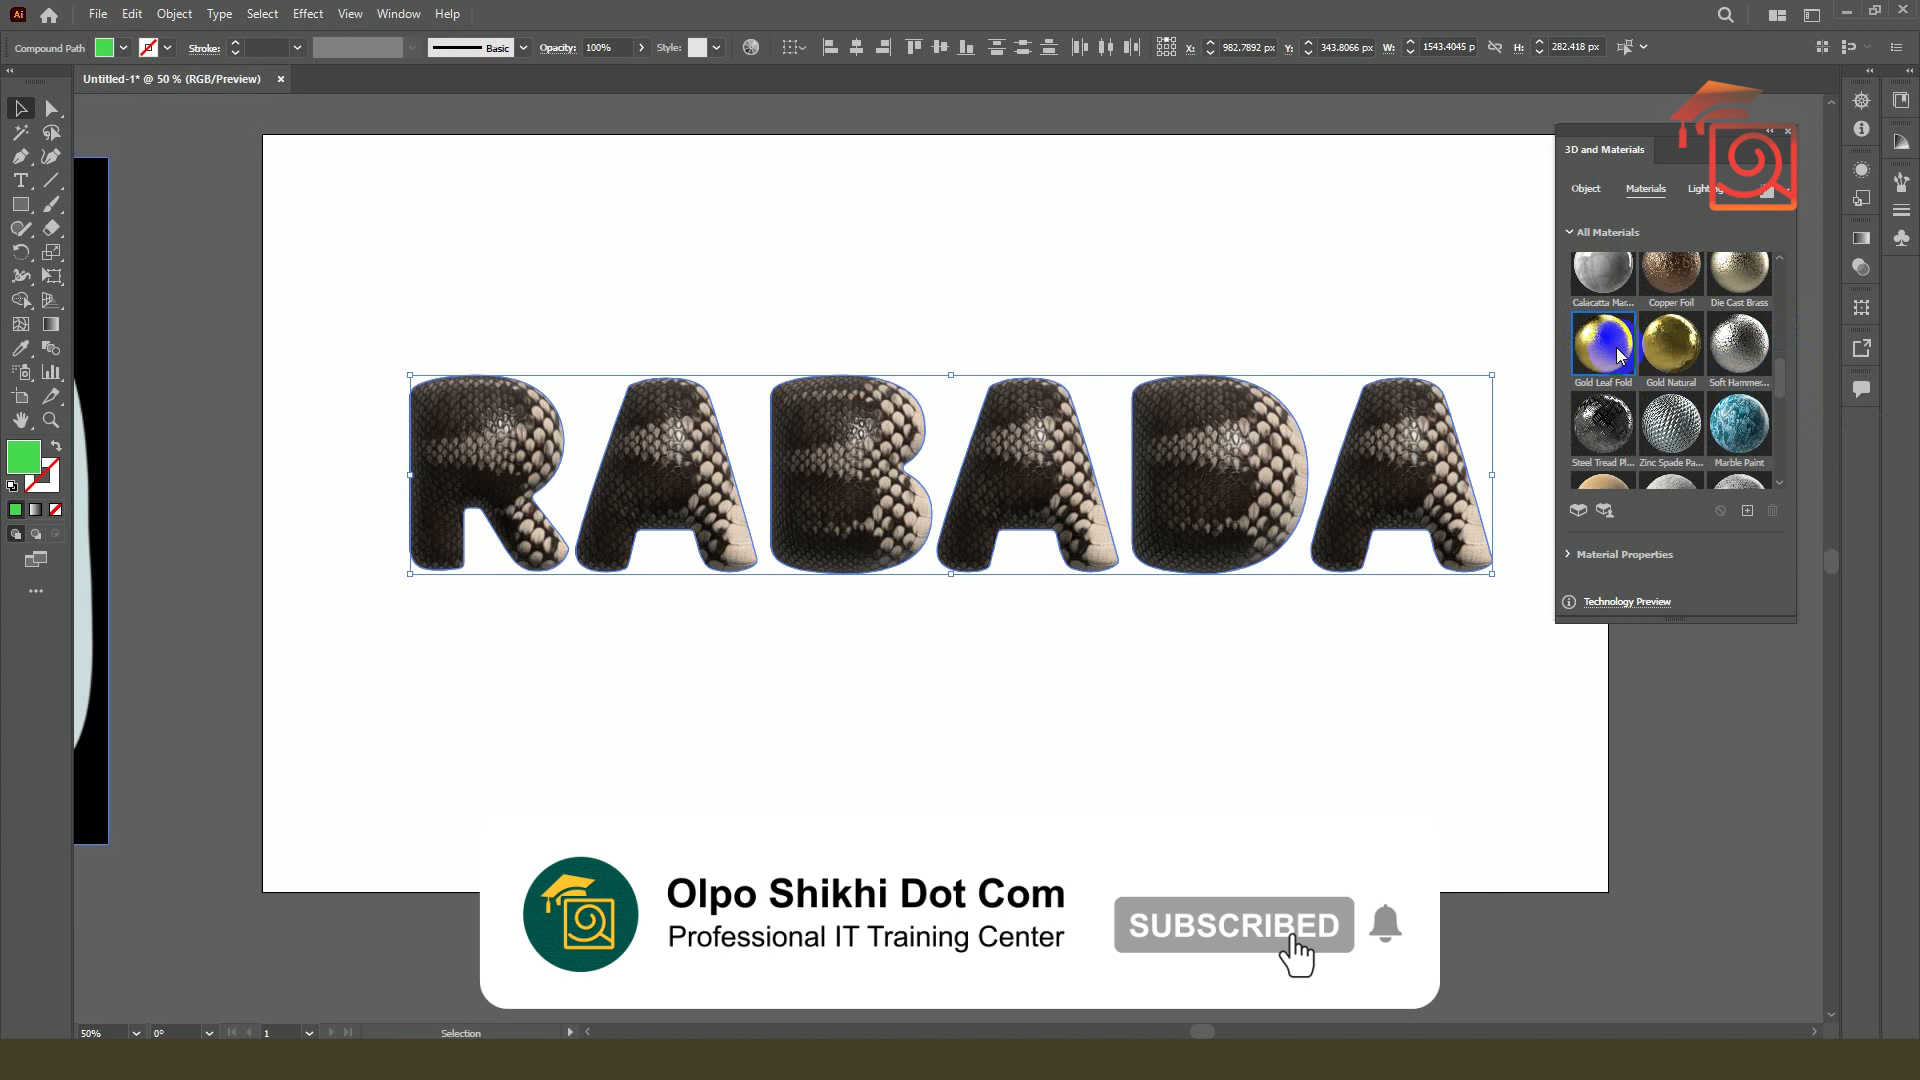 Ai File Edit Object Type Select Effect View Window Help
Compound Path Stroke: Basic Opacity: 100% Style: X: 982.7892 px Y: 343.8066 px W: 1543.4045 p H: 282.418 px
Untitled-1* @ 50 % (RGB/Preview)
3D and Materials
Object Materials Lighting
All Materials
Calacatta Mar... Copper Foil Die Cast Brass
Gold Leaf Fold Gold Natural Soft Hammer...
Steel Tread Pl... Zinc Spade Pa... Marble Paint
Material Properties
Technology Preview
RABADA
Olpo Shikhi Dot Com
Professional IT Training Center
SUBSCRIBED
50% 0° 1 Selection